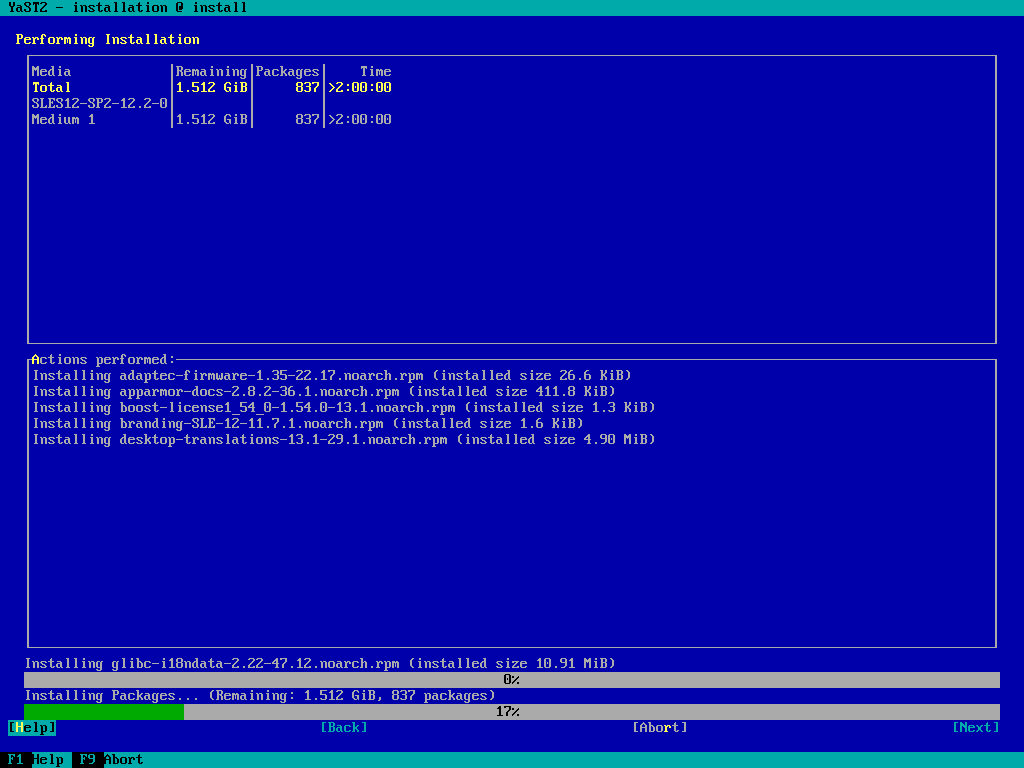 YaST2 - installation @ install
Performing Installation
Media |Remaining|Packages| Time
Total |1.512 GiB| 837|>2:00:00
SLES12-SP2-12.2-0| | |
Medium 1 |1.512 GiB| 837|>2:00:00
Actions performed:
Installing adaptec-firmware-1.35-22.17.noarch.rpm (installed size 26.6 KiB)
Installing apparmor-docs-2.8.2-36.1.noarch.rpm (installed size 411.8 KiB)
Installing boost-license1_54_0-1.54.0-13.1.noarch.rpm (installed size 1.3 KiB)
Installing branding-SLE-12-11.7.1.noarch.rpm (installed size 1.6 KiB)
Installing desktop-translations-13.1-29.1.noarch.rpm (installed size 4.90 MiB)
Installing glibc-i18ndata-2.22-47.12.noarch.rpm (installed size 10.91 MiB)
0%
Installing Packages... (Remaining: 1.512 GiB, 837 packages)
17%
[Help] [Back] [Abort] [Next]
F1 Help F9 Abort